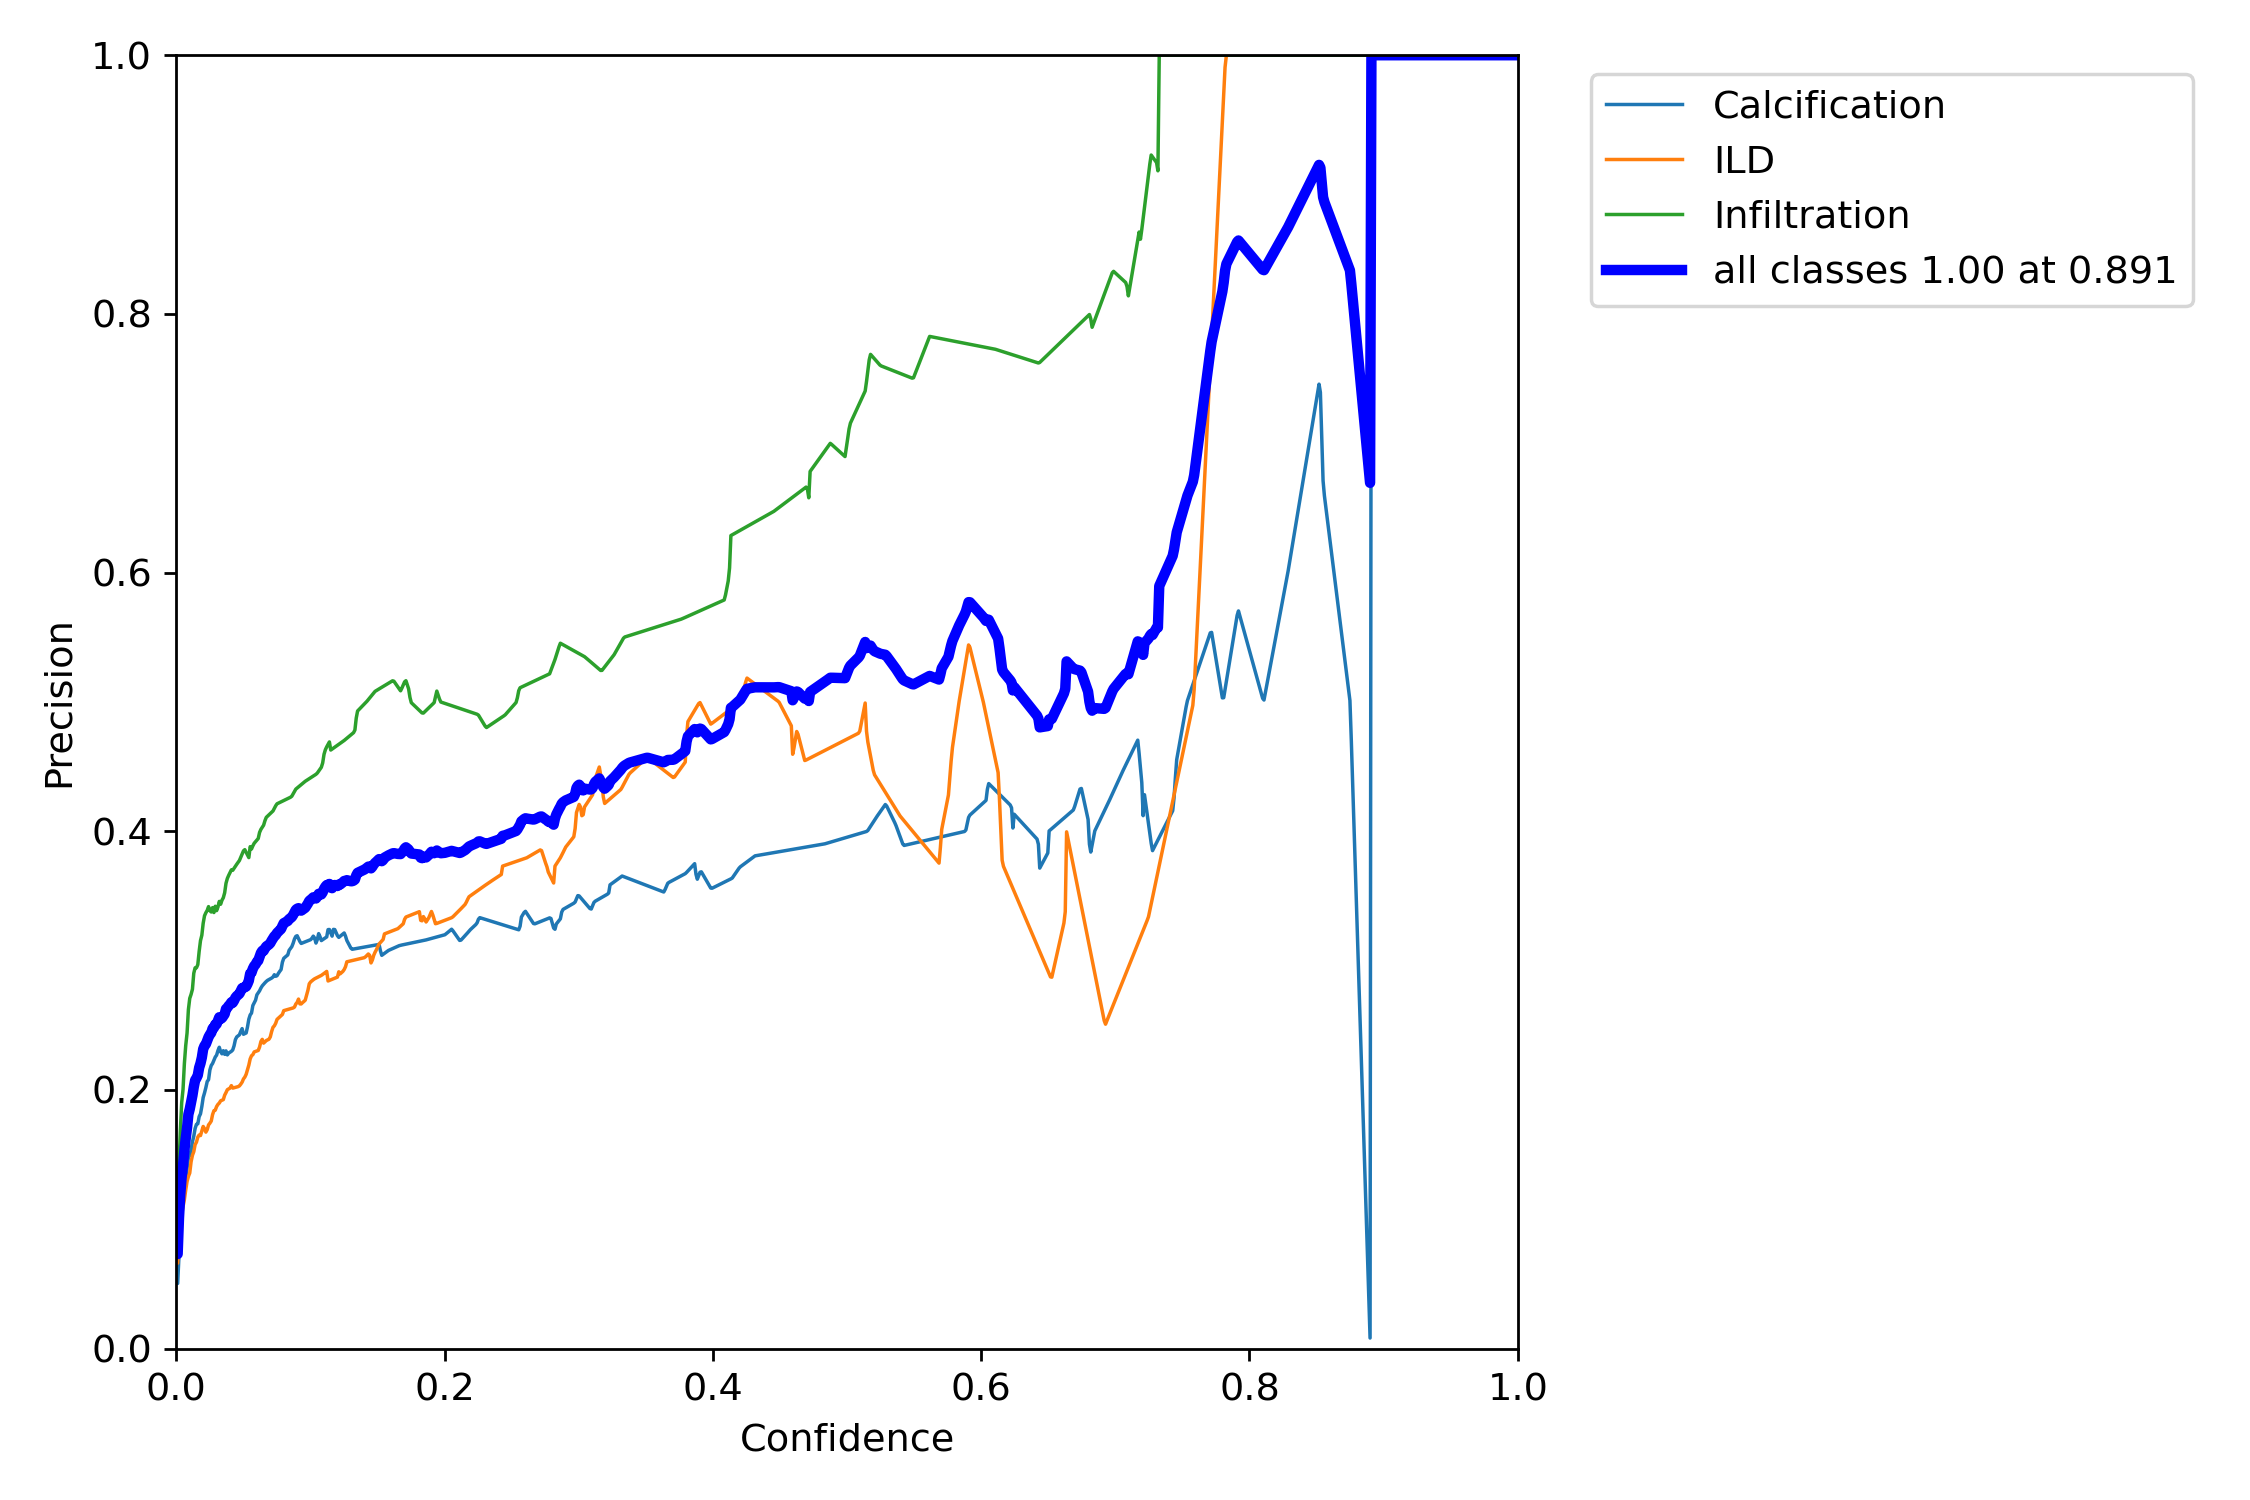 1.0
0.8
0.6
0.4
0.2
0.0
Precision
0.0 0.2 0.4 0.6 0.8 1.0
Confidence
Calcification
ILD
Infiltration
all classes 1.00 at 0.891